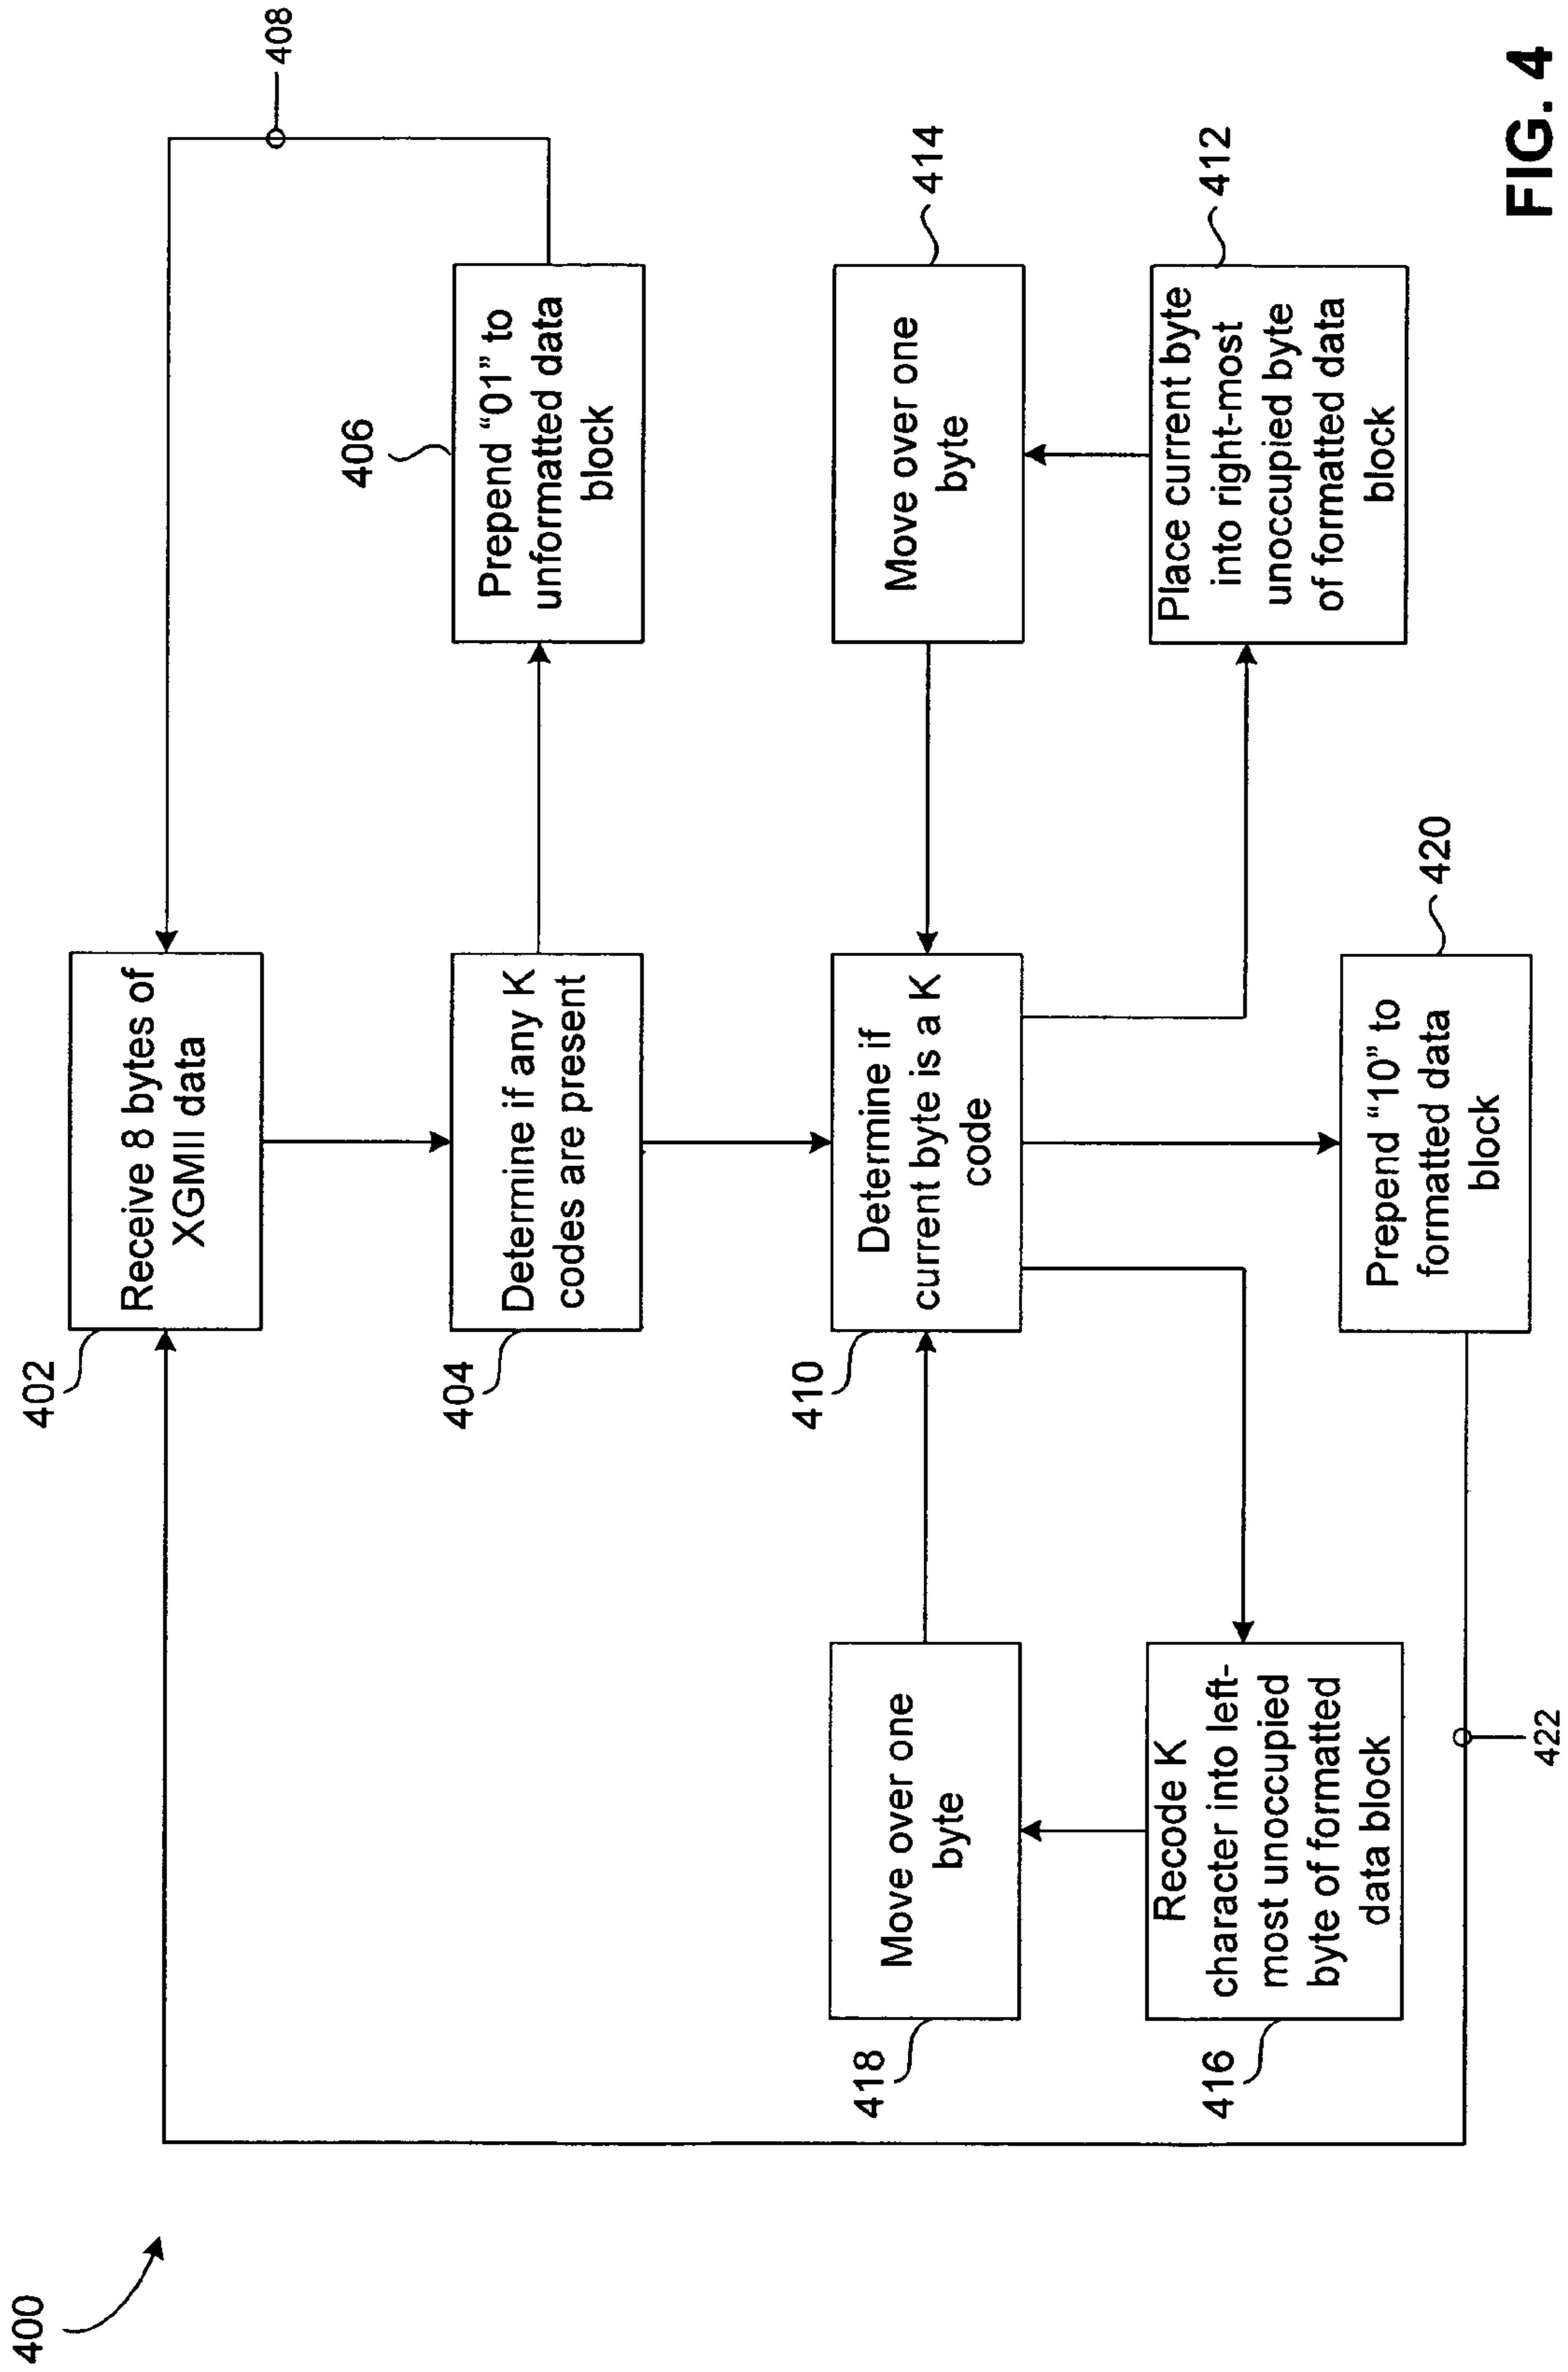 400
402
Receive 8 bytes of
XGMII data
408
404
Determine if any K
codes are present
406
Prepend “01” to
unformatted data
block
418
Move over one
byte
410
Determine if
current byte is a K
code
Move over one
byte
414
416
Recode K
character into left-
most unoccupied
byte of formatted
data block
Place current byte
into right-most
unoccupied byte
of formatted data
block
412
Prepend “10” to
formatted data
block
420
422
FIG. 4